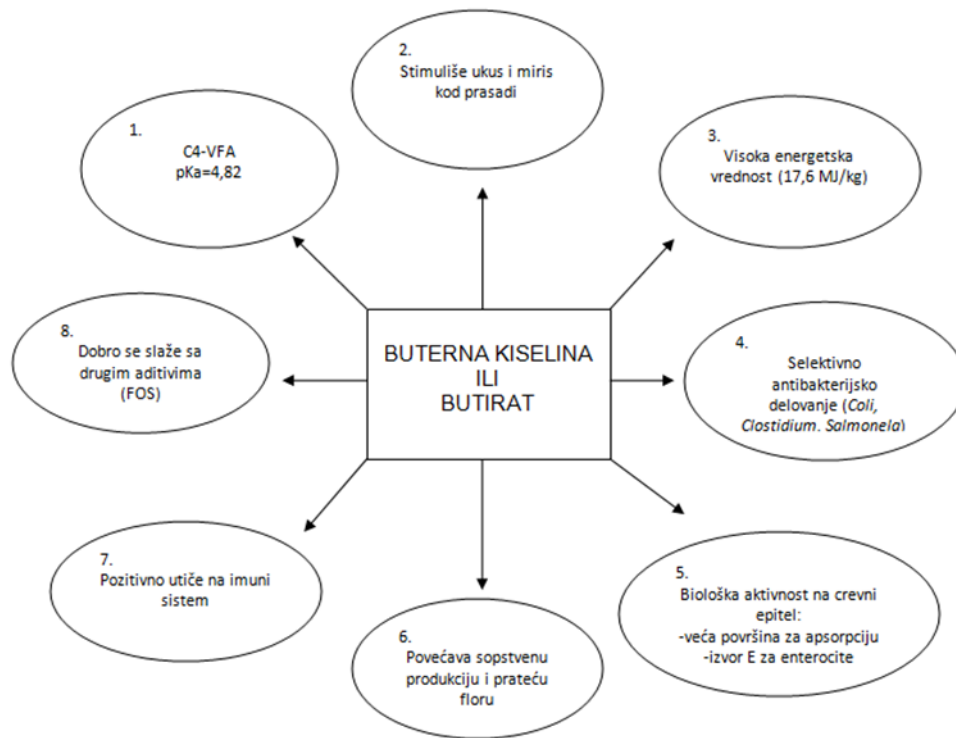 2.
Stimuliše ukus i miris
kod prasadi
1.
C4-VFA
pKa=4,82
3.
Visoka energetska
vrednost (17,6 MJ/kg)
8.
Dobro se slaže sa
drugim aditivima
(FOS)
BUTERNA KISELINA
ILI
BUTIRAT
4.
Selektivno
antibakterijsko
delovanje (Coli,
Clostidium. Salmonela)
7.
Pozitivno utiče na imuni
sistem
6.
Povećava sopstvenu
produkciju i prateću
floru
5.
Biološka aktivnost na crevni
epitel:
-veća površina za apsorpciju
-izvor E za enterocite